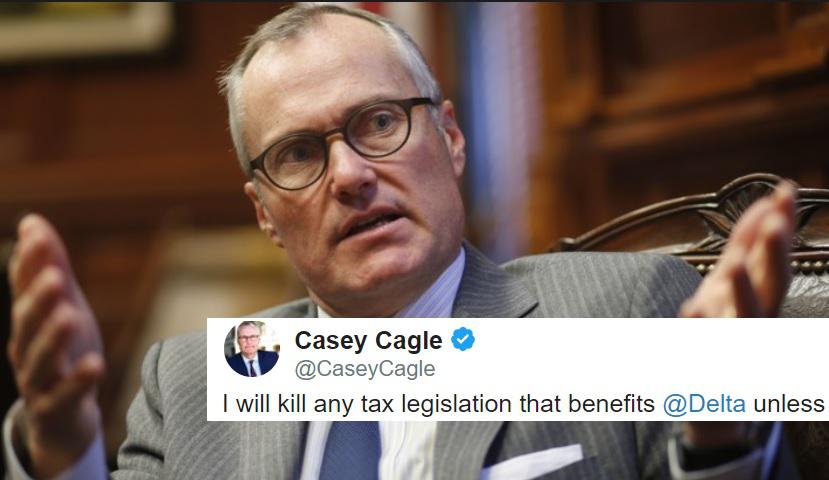 Casey Cagle
@CaseyCagle
I will kill any tax legislation that benefits @Delta unless